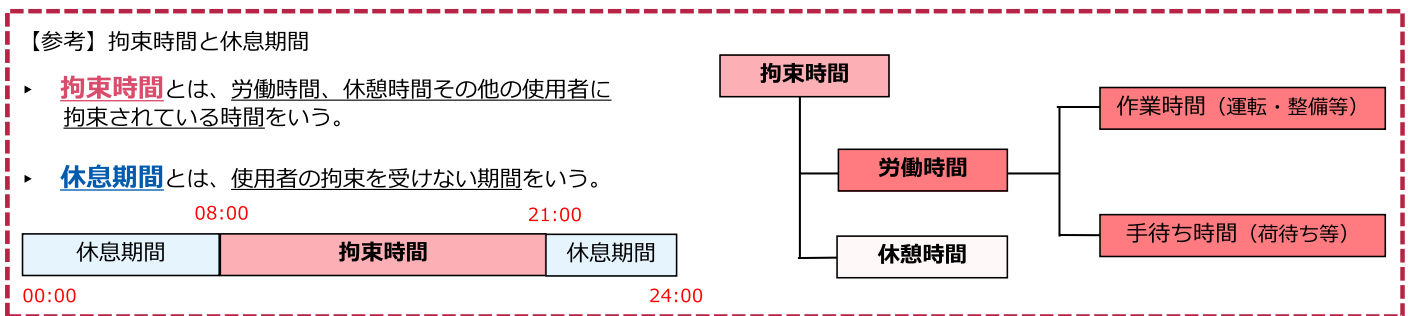 【参考】拘束時間と休息期間
▸ 拘束時間とは、労働時間、休憩時間その他の使用者に
拘束されている時間をいう。
▸ 休息期間とは、使用者の拘束を受けない期間をいう。
08:00
21:00
休息期間
拘束時間
休息期間
00:00
24:00
拘束時間
労働時間
休憩時間
作業時間（運転・整備等）
手待ち時間（荷待ち等）